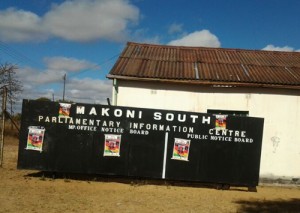 MAKONI SOUTH
PARLIAMENTARY INFORMATION CENTRE
MP OFFICE NOTICE BOARD
PUBLIC NOTICE BOARD